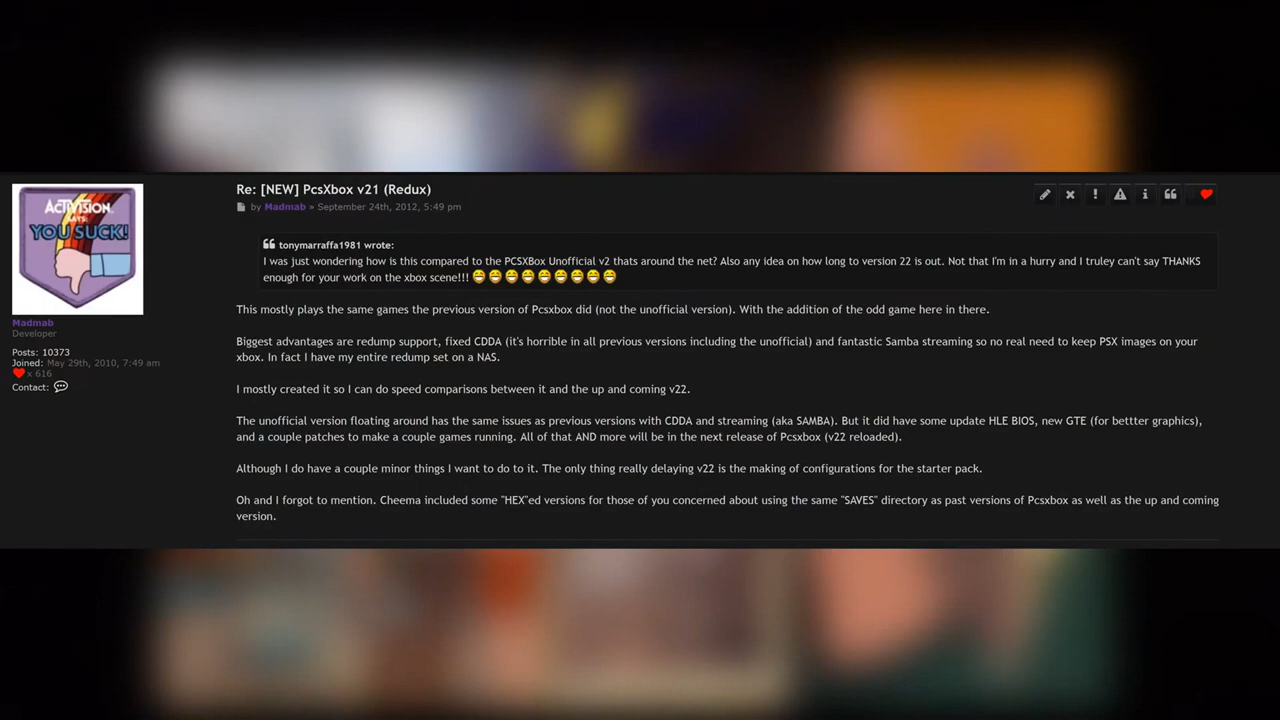 Re: [NEW] PcsXbox v21 (Redux)
by Madmab » September 24th, 2012, 5:49 pm
tonymarraffa1981 wrote:
I was just wondering how is this compared to the PCSXBox Unofficial v2 thats around the net? Also any idea on how long to version 22 is out. Not that I'm in a hurry and I truley can't say THANKS
enough for your work on the xbox scene!!!
ACTIVISION
SAYS:
YOU SUCK!
Madmab
Developer
Posts: 10373
Joined: May 29th, 2010, 7:49 am
x 616
Contact:
This mostly plays the same games the previous version of Pcsxbox did (not the unofficial version). With the addition of the odd game here in there.
Biggest advantages are redump support, fixed CDDA (it's horrible in all previous versions including the unofficial) and fantastic Samba streaming so no real need to keep PSX images on your
xbox. In fact I have my entire redump set on a NAS.
I mostly created it so I can do speed comparisons between it and the up and coming v22.
The unofficial version floating around has the same issues as previous versions with CDDA and streaming (aka SAMBA). But it did have some update HLE BIOS, new GTE (for bettter graphics),
and a couple patches to make a couple games running. All of that AND more will be in the next release of Pcsxbox (v22 reloaded).
Although I do have a couple minor things I want to do to it. The only thing really delaying v22 is the making of configurations for the starter pack.
Oh and I forgot to mention. Cheema included some "HEX"ed versions for those of you concerned about using the same "SAVES" directory as past versions of Pcsxbox as well as the up and coming
version.